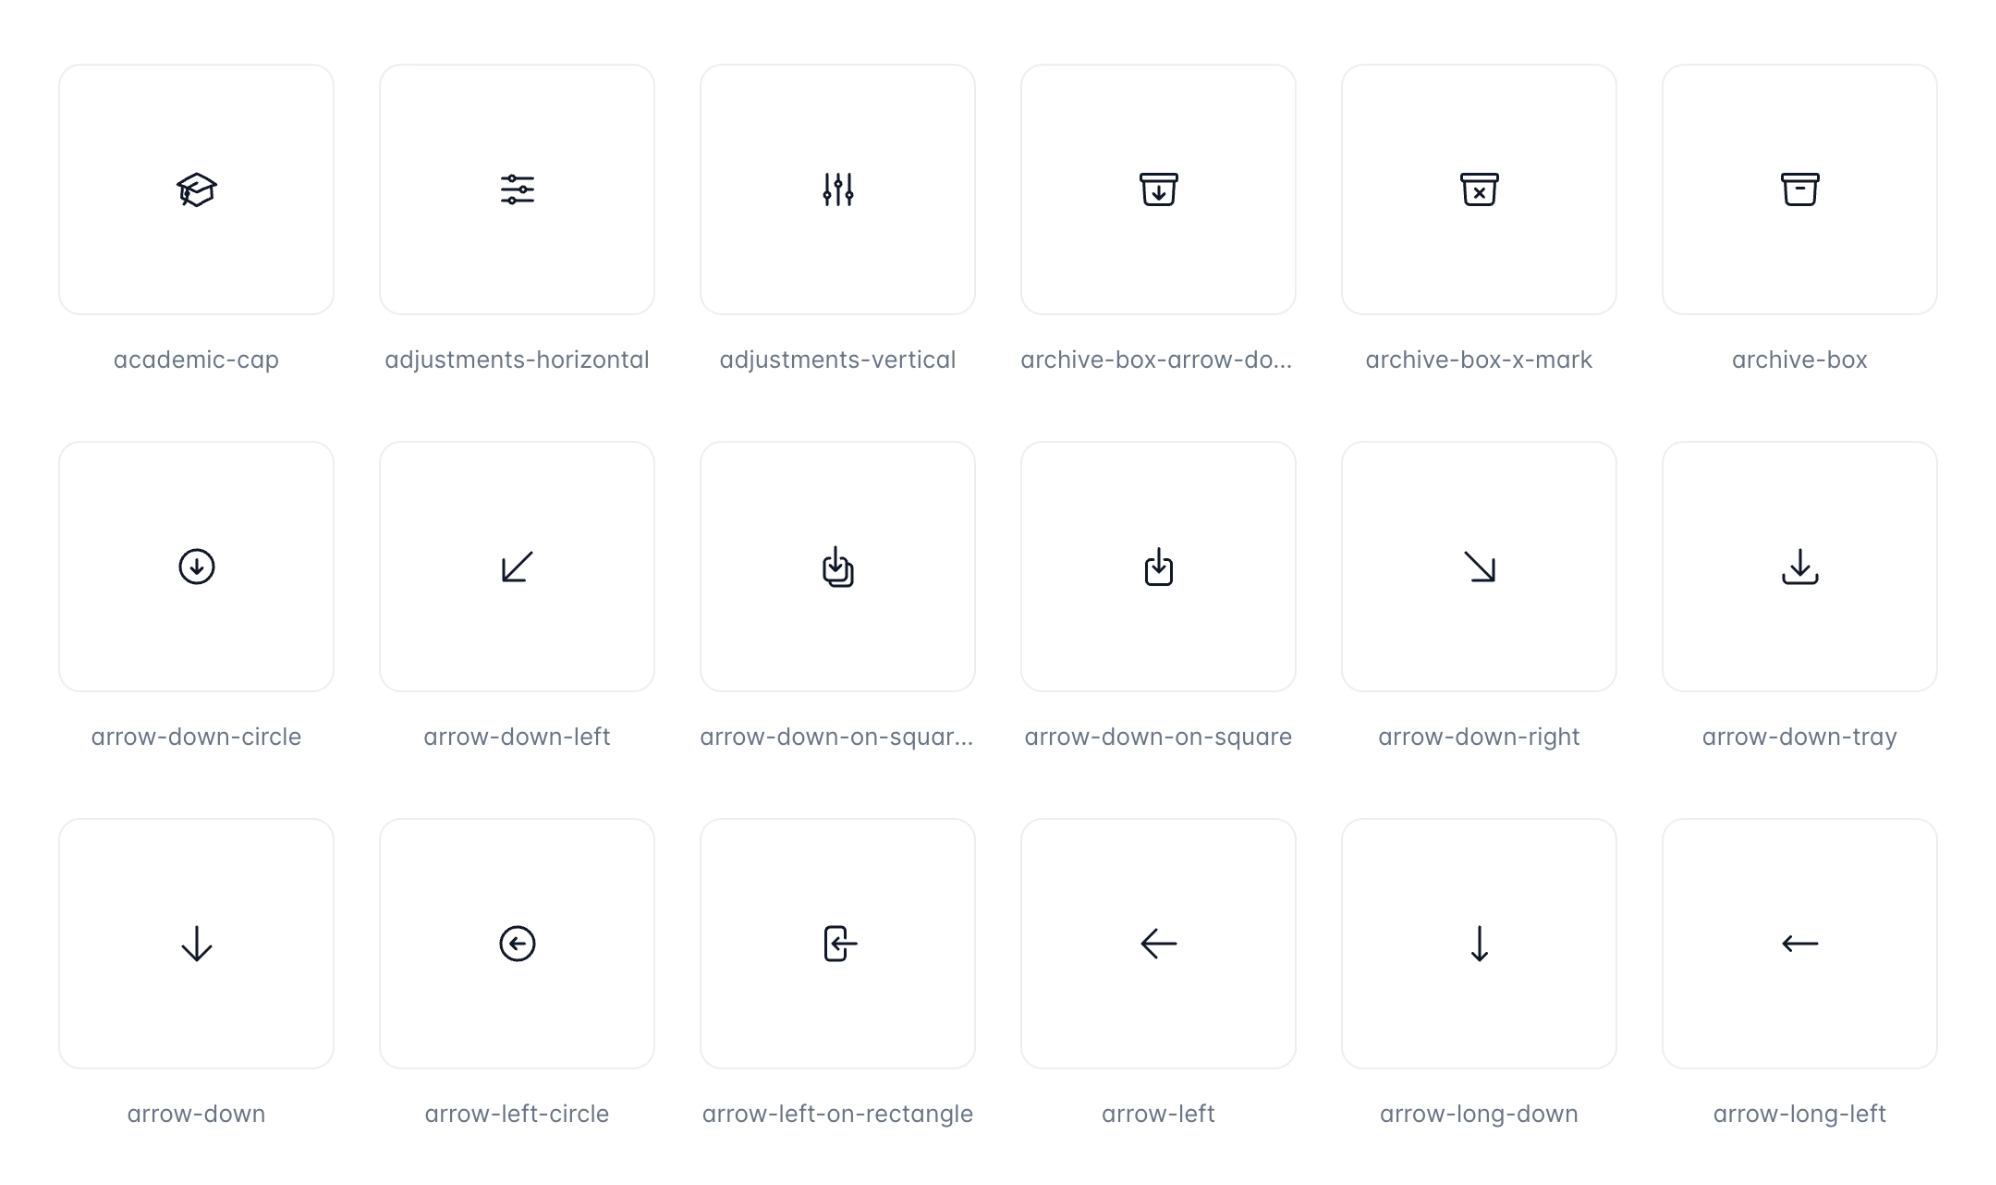 academic-cap
adjustments-horizontal
adjustments-vertical
archive-box-arrow-do...
archive-box-x-mark
archive-box
arrow-down-circle
arrow-down-left
arrow-down-on-squar...
arrow-down-on-square
arrow-down-right
arrow-down-tray
arrow-down
arrow-left-circle
arrow-left-on-rectangle
arrow-left
arrow-long-down
arrow-long-left